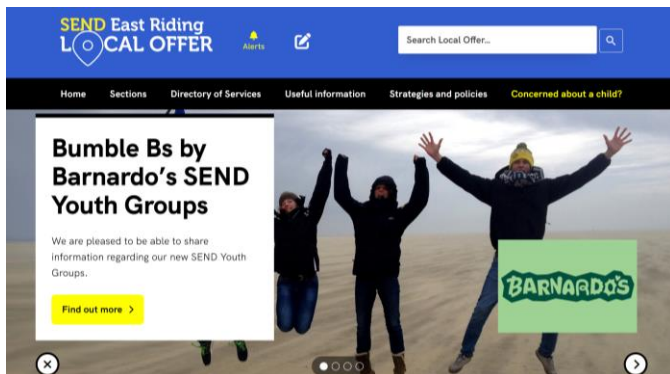 SEND East Riding
LOCAL OFFER
Alerts
Search Local Offer...
Home Sections Directory of Services Useful information Strategies and policies Concerned about a child?
Bumble Bs by
Barnardo's SEND
Youth Groups
We are pleased to be able to share
information regarding our new SEND Youth
Groups.
Find out more
BARNARDO'S